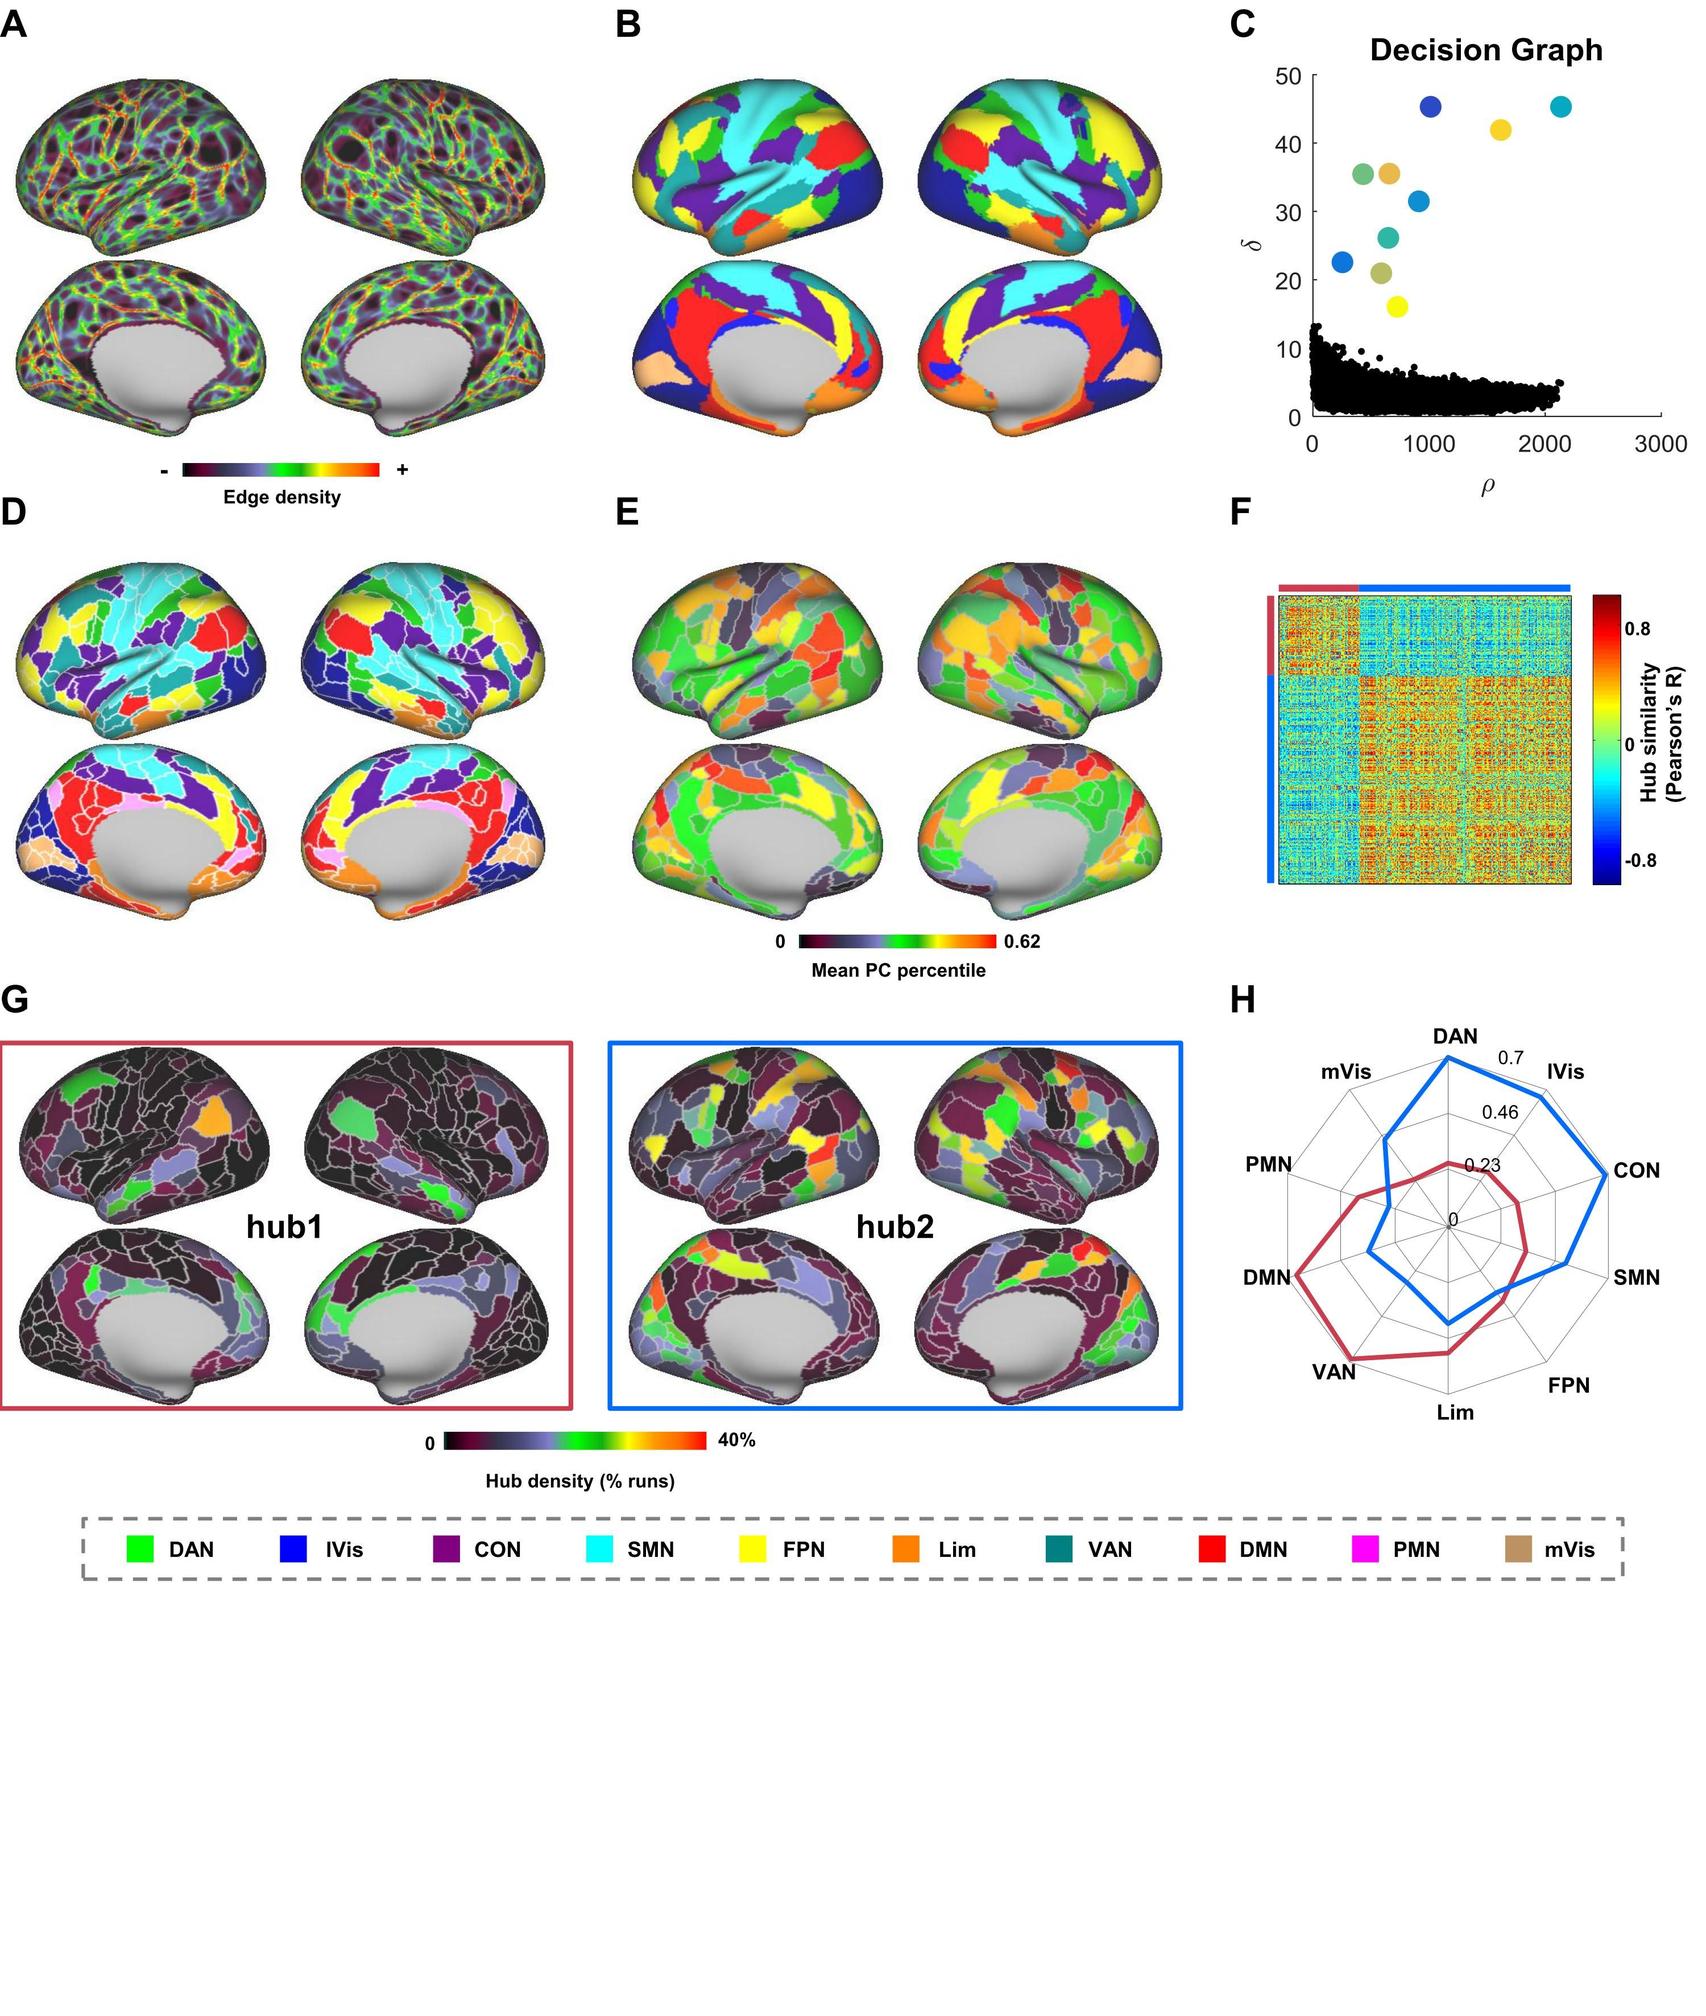 A
B
C
Decision Graph
50
40
30
20
10
0
δ
0 1000 2000 3000
ρ
- +
Edge density
D
E
F
0.8
0
-0.8
Hub similarity
(Pearson's R)
0 0.62
Mean PC percentile
G
H
hub1
hub2
DAN
lVis
CON
SMN
FPN
Lim
VAN
DMN
PMN
mVis
0.7
0.46
0.23
0
0 40%
Hub density (% runs)
DAN lVis CON SMN FPN Lim VAN DMN PMN mVis